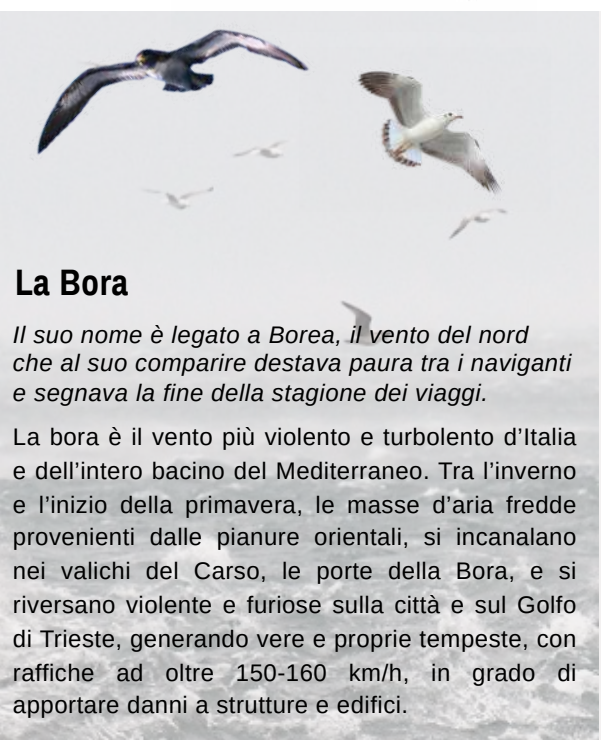 La Bora
Il suo nome è legato a Borea, il vento del nord
che al suo comparire destava paura tra i naviganti
e segnava la fine della stagione dei viaggi.
La bora è il vento più violento e turbolento d’Italia
e dell’intero bacino del Mediterraneo. Tra l’inverno
e l’inizio della primavera, le masse d’aria fredde
provenienti dalle pianure orientali, si incanalano
nei valichi del Carso, le porte della Bora, e si
riversano violente e furiose sulla città e sul Golfo
di Trieste, generando vere e proprie tempeste, con
raffiche ad oltre 150-160 km/h, in grado di
apportare danni a strutture e edifici.